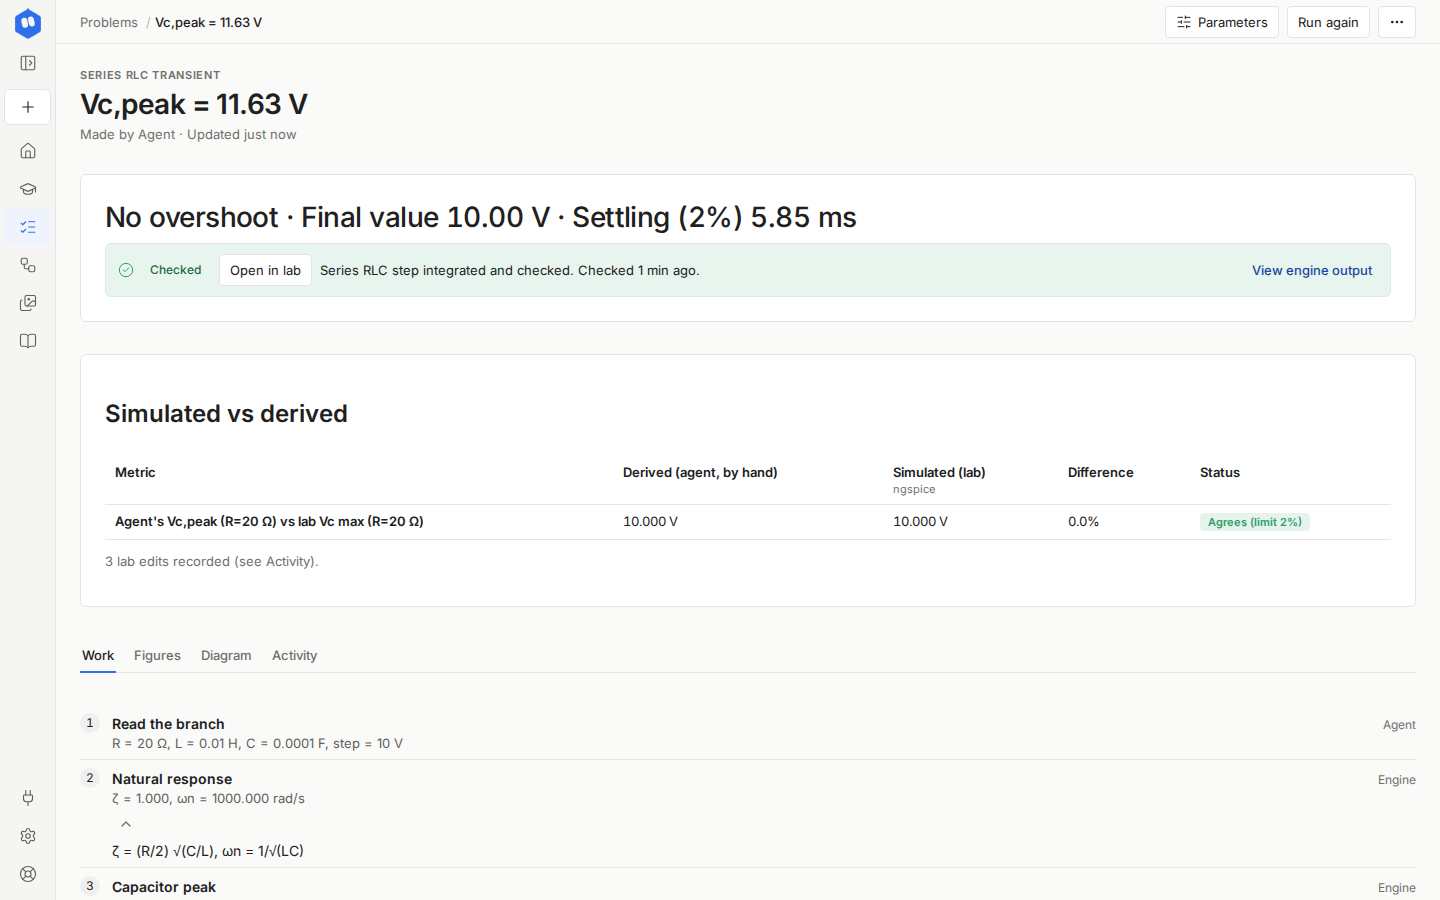 Problems / Vc,peak = 11.63 V
Parameters
Run again
SERIES RLC TRANSIENT
Vc,peak = 11.63 V
Made by Agent · Updated just now
No overshoot · Final value 10.00 V · Settling (2%) 5.85 ms
Checked
Open in lab
Series RLC step integrated and checked. Checked 1 min ago.
View engine output
Simulated vs derived
Metric Derived (agent, by hand) Simulated (lab) Difference Status
ngspice
Agent's Vc,peak (R=20 Ω) vs lab Vc max (R=20 Ω) 10.000 V 10.000 V 0.0% Agrees (limit 2%)
3 lab edits recorded (see Activity).
Work Figures Diagram Activity
1 Read the branch Agent
R = 20 Ω, L = 0.01 H, C = 0.0001 F, step = 10 V
2 Natural response Engine
ζ = 1.000, ωn = 1000.000 rad/s
ζ = (R/2) √(C/L), ωn = 1/√(LC)
3 Capacitor peak Engine